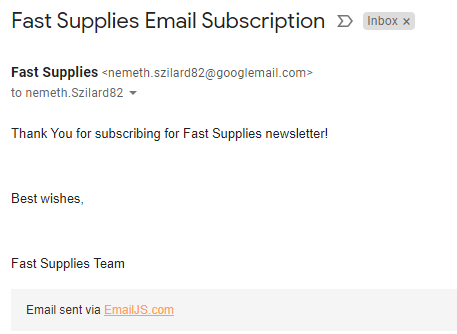 Fast Supplies Email Subscription Inbox ×
Fast Supplies <nemeth.szilard82@googlemail.com>
to nemeth.Szilard82
Thank You for subscribing for Fast Supplies newsletter!
Best wishes,
Fast Supplies Team
Email sent via EmailJS.com